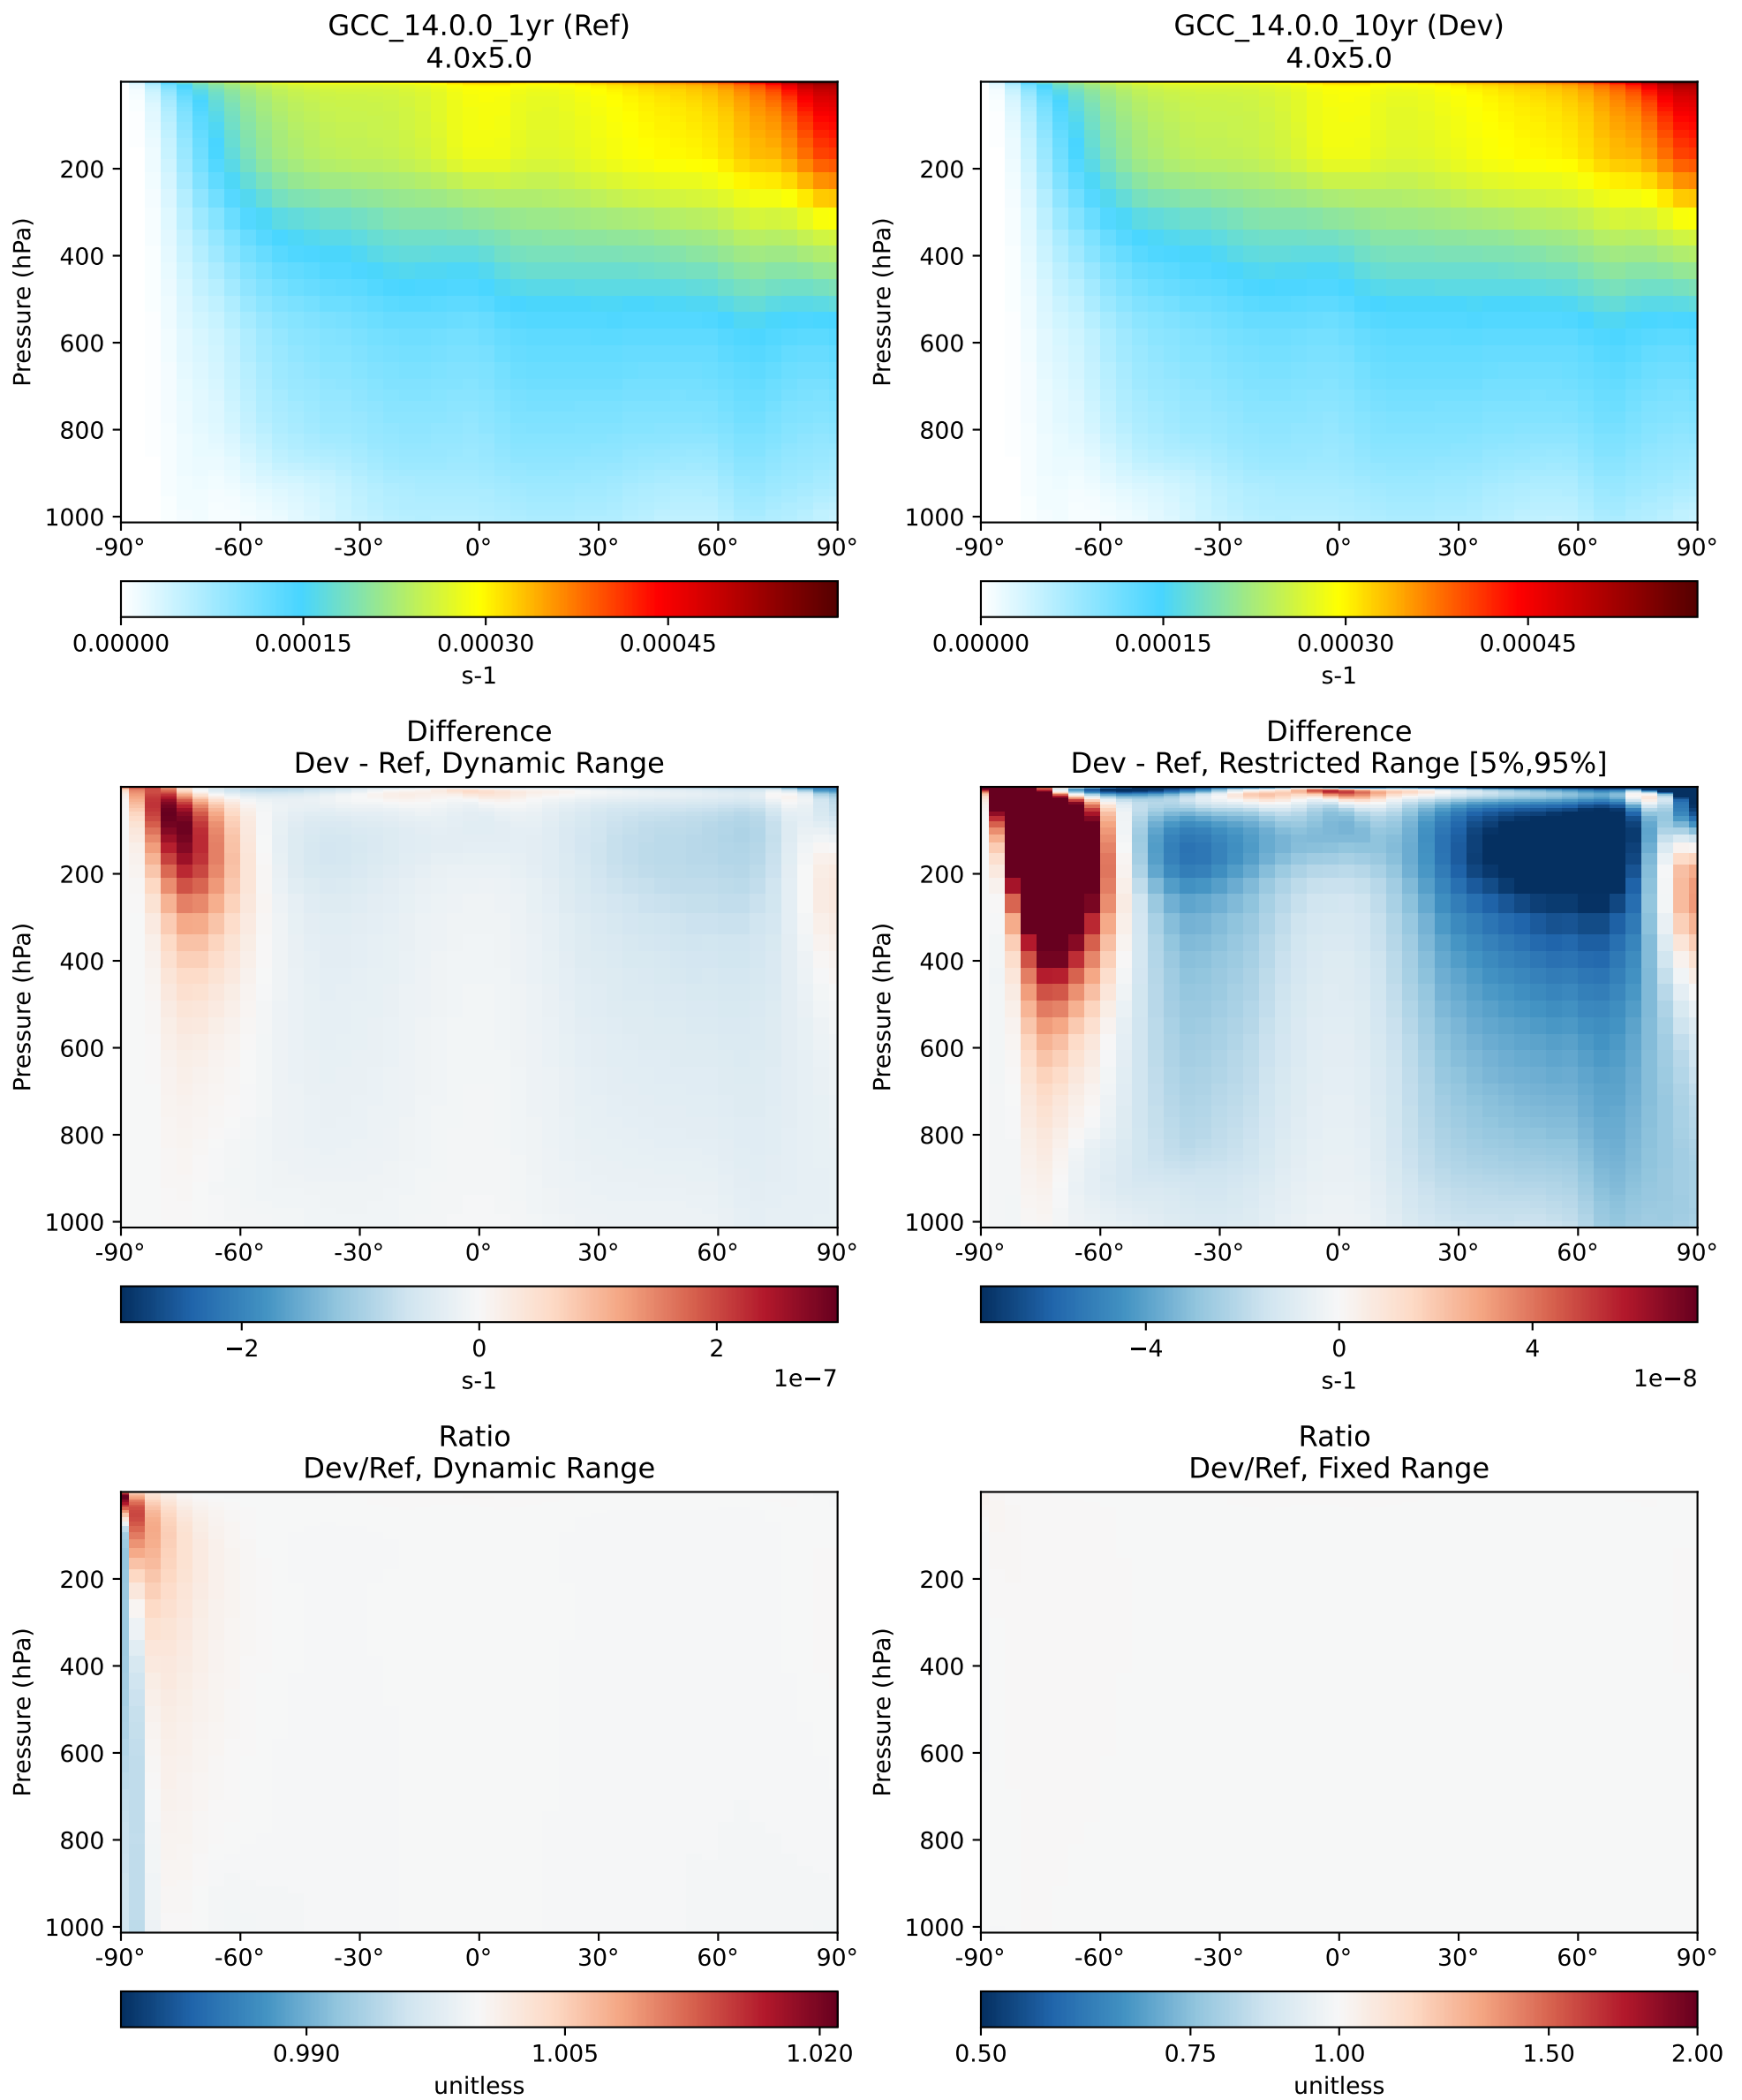 GCC_14.0.0_1yr (Ref)
4.0x5.0
Pressure (hPa)
200
400
600
800
1000
-90° -60° -30° 0° 30° 60° 90°
0.00000 0.00015 0.00030 0.00045
s-1
GCC_14.0.0_10yr (Dev)
4.0x5.0
Pressure (hPa)
200
400
600
800
1000
-90° -60° -30° 0° 30° 60° 90°
0.00000 0.00015 0.00030 0.00045
s-1
Difference
Dev - Ref, Dynamic Range
Pressure (hPa)
200
400
600
800
1000
-90° -60° -30° 0° 30° 60° 90°
−2 0 2
s-1 1e−7
Difference
Dev - Ref, Restricted Range [5%,95%]
Pressure (hPa)
200
400
600
800
1000
-90° -60° -30° 0° 30° 60° 90°
−4 0 4
s-1 1e−8
Ratio
Dev/Ref, Dynamic Range
Pressure (hPa)
200
400
600
800
1000
-90° -60° -30° 0° 30° 60° 90°
0.990 1.005 1.020
unitless
Ratio
Dev/Ref, Fixed Range
Pressure (hPa)
200
400
600
800
1000
-90° -60° -30° 0° 30° 60° 90°
0.50 0.75 1.00 1.50 2.00
unitless